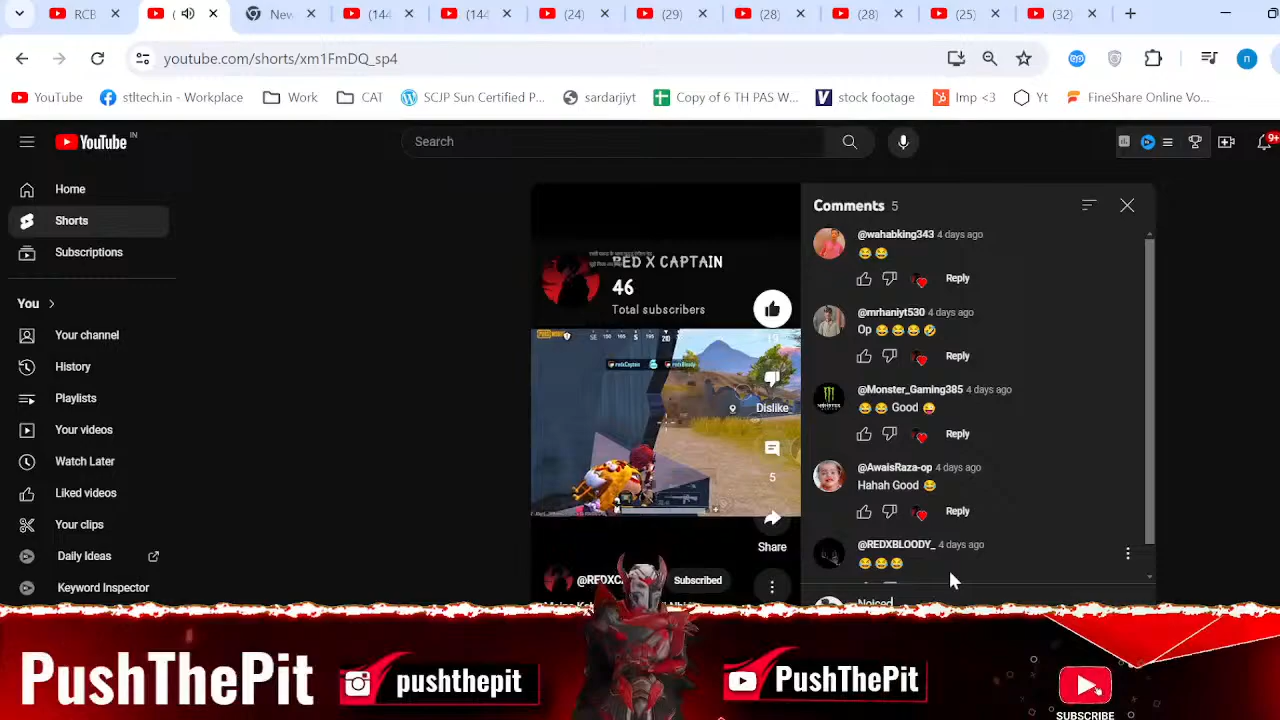 RCB
(
New
(144
(144
(24)
(29)
(28)
(28)
(25)
(32)
youtube.com/shorts/xm1FmDQ_sp4
n
YouTube
stltech.in - Workplace
Work
CAT
SCJP Sun Certified P...
sardarjiyt
Copy of 6 TH PAS W...
stock footage
Imp <3
Yt
FineShare Online Vo...
YouTube IN
Search
9+
Home
Shorts
Subscriptions
You
Your channel
History
Playlists
Your videos
Watch Later
Liked videos
Your clips
Daily Ideas
Keyword Inspector
RED X CAPTAIN
46
Total subscribers
Dislike
5
Share
@REDXC
Subscribed
Comments 5
@wahabking343 4 days ago
😂😂
Reply
@mrhaniyt530 4 days ago
Op 😂😂😂🤣
Reply
@Monster_Gaming385 4 days ago
😂😂 Good 😜
Reply
@AwaisRaza-op 4 days ago
Hahah Good 😂
Reply
@REDXBLOODY_ 4 days ago
😂😂😂
Noiced
PushThePit
pushthepit
PushThePit
SUBSCRIBE